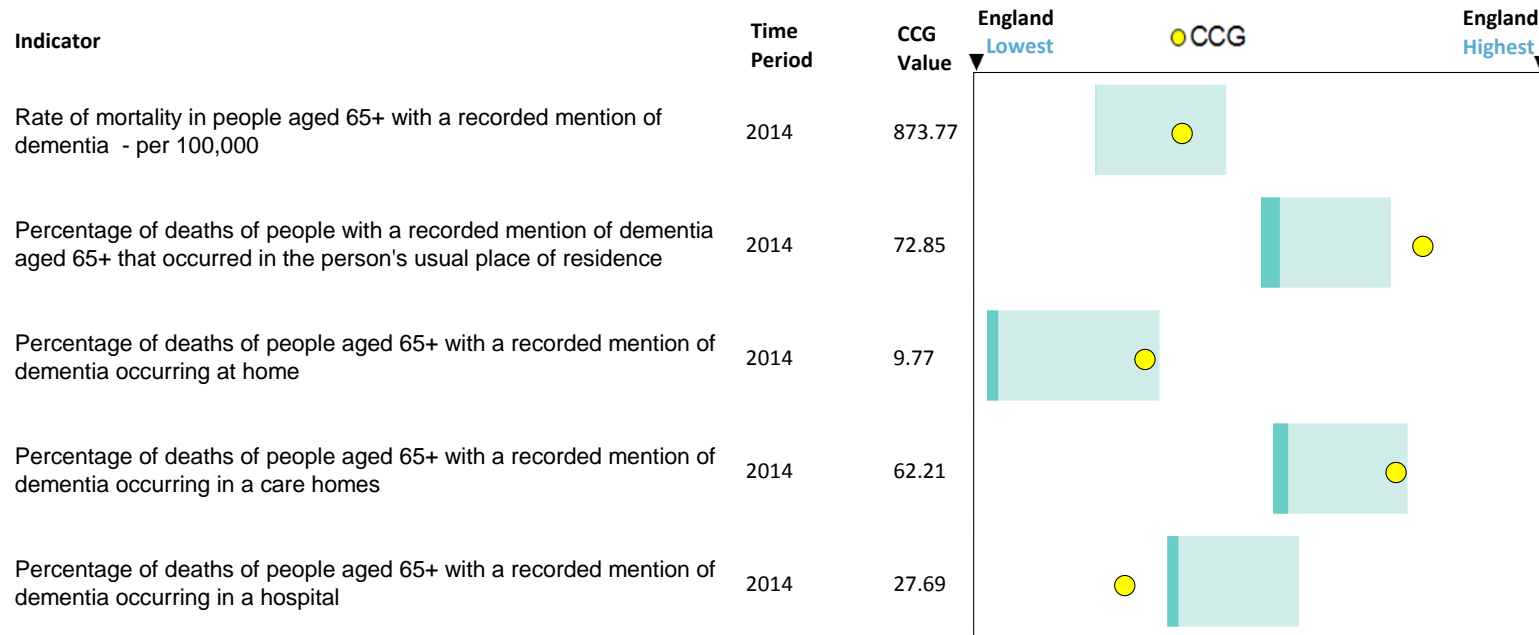 Indicator
Time
Period
CCG
Value
England
Lowest
CCG
England
Highest
Rate of mortality in people aged 65+ with a recorded mention of
dementia - per 100,000
2014
873.77
Percentage of deaths of people with a recorded mention of dementia
aged 65+ that occurred in the person's usual place of residence
2014
72.85
Percentage of deaths of people aged 65+ with a recorded mention of
dementia occurring at home
2014
9.77
Percentage of deaths of people aged 65+ with a recorded mention of
dementia occurring in a care homes
2014
62.21
Percentage of deaths of people aged 65+ with a recorded mention of
dementia occurring in a hospital
2014
27.69